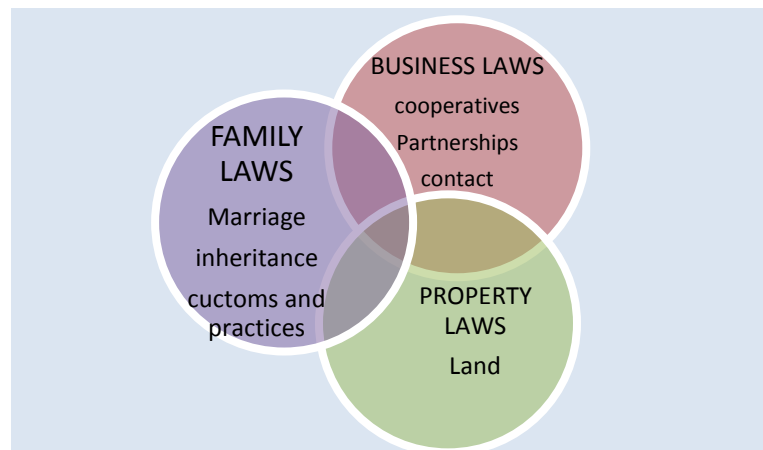 BUSINESS LAWS
cooperatives
Partnerships
contact
FAMILY
LAWS
Marriage
inheritance
cuctoms and
practices
PROPERTY
LAWS
Land